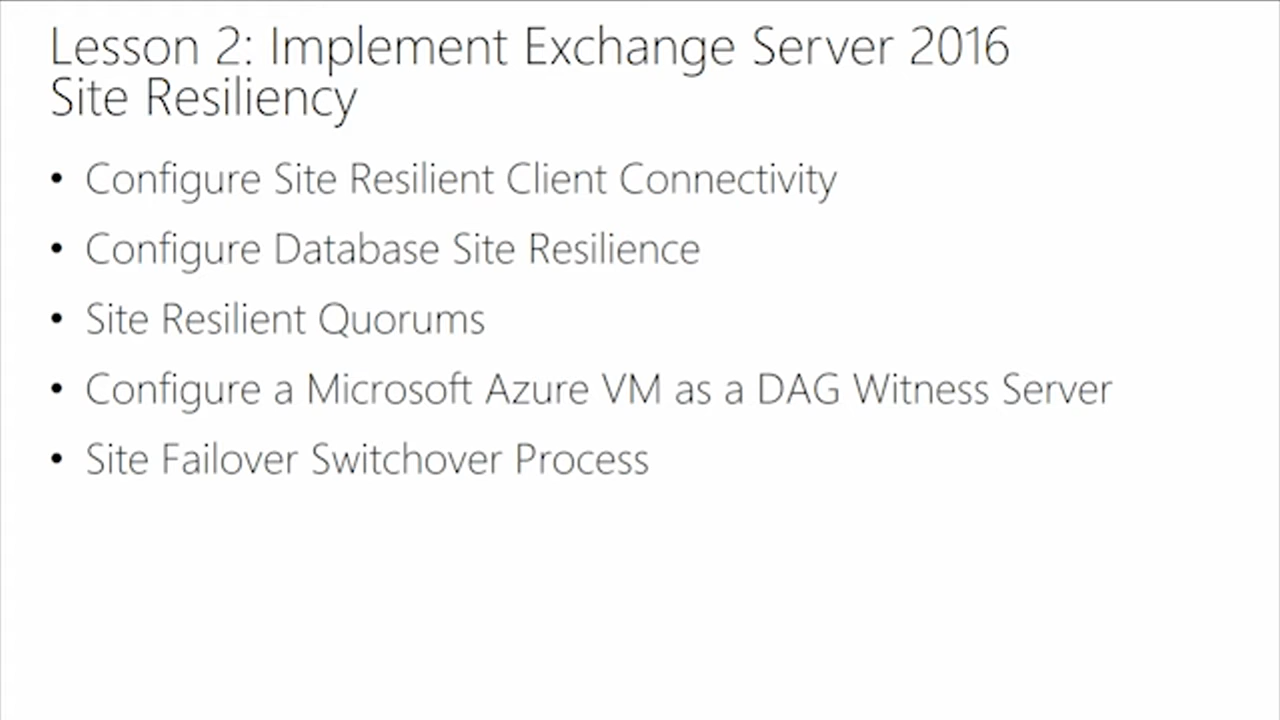 Lesson 2: Implement Exchange Server 2016
Site Resiliency
• Configure Site Resilient Client Connectivity
• Configure Database Site Resilience
• Site Resilient Quorums
• Configure a Microsoft Azure VM as a DAG Witness Server
• Site Failover Switchover Process